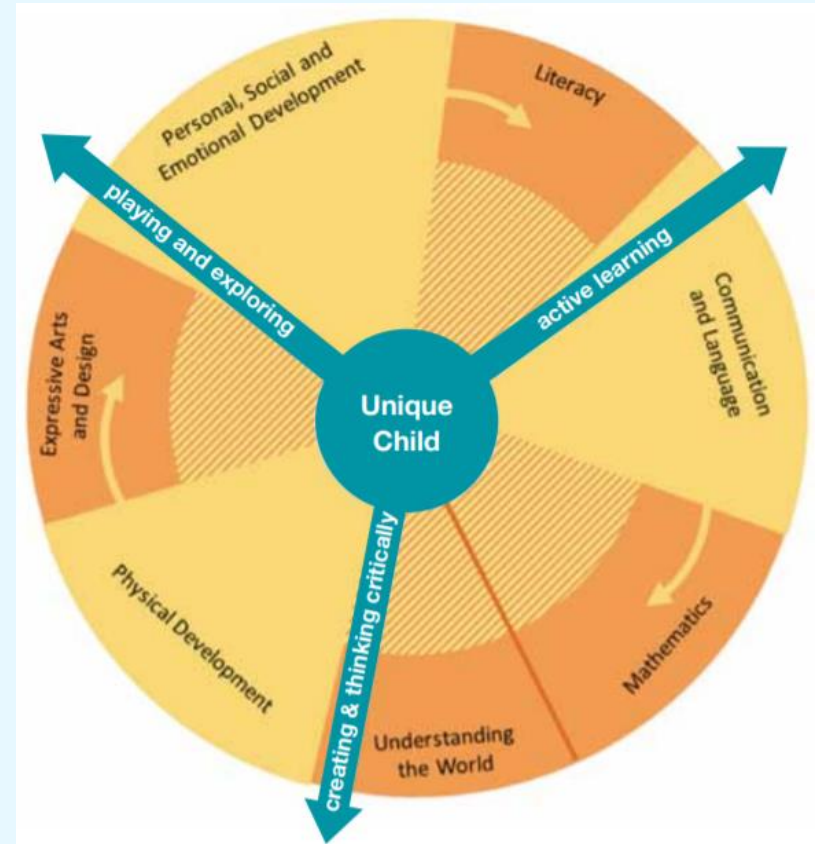 Personal, Social and
Emotional Development
Literacy
playing and exploring
active learning
Communication
and Language
Expressive Arts
and Design
Unique
Child
Physical Development
creating & thinking critically
Mathematics
Understanding
the World